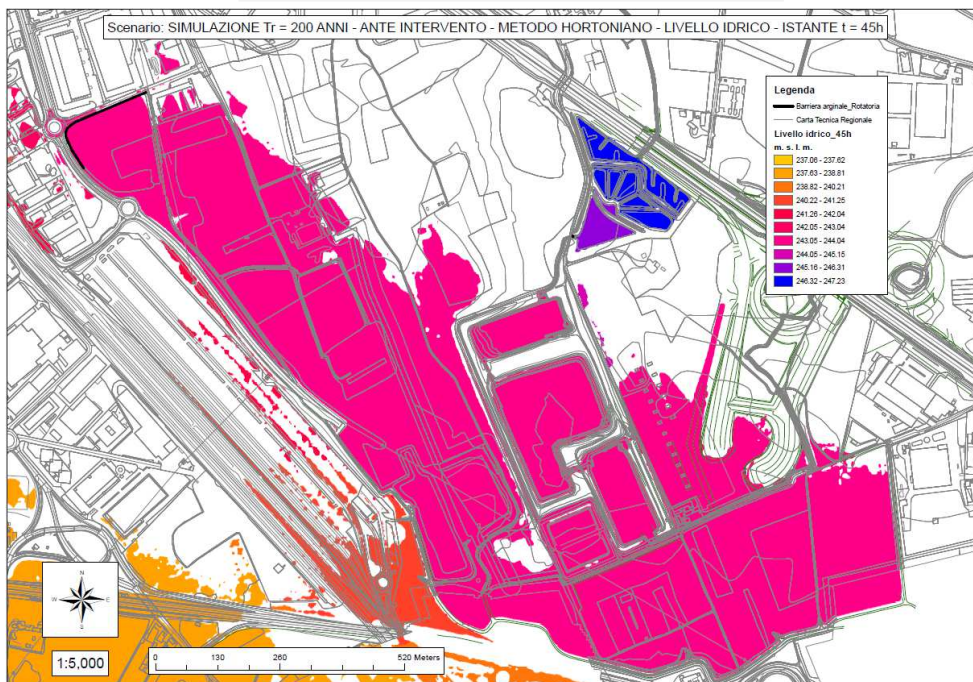 Scenario: SIMULAZIONE Tr = 200 ANNI - ANTE INTERVENTO - METODO HORTONIANO - LIVELLO IDRICO - ISTANTE t = 45h
Legenda
Barriera arginale_Rotatoria
Carta Tecnica Regionale
Livello idrico_45h
m. s. l. m.
237.06 - 237.62
237.63 - 238.81
238.82 - 240.21
240.22 - 241.25
241.26 - 242.04
242.05 - 243.04
243.05 - 244.04
244.05 - 245.15
245.16 - 246.31
246.32 - 247.23
N
W E
S
1:5,000
0 130 260 520 Meters